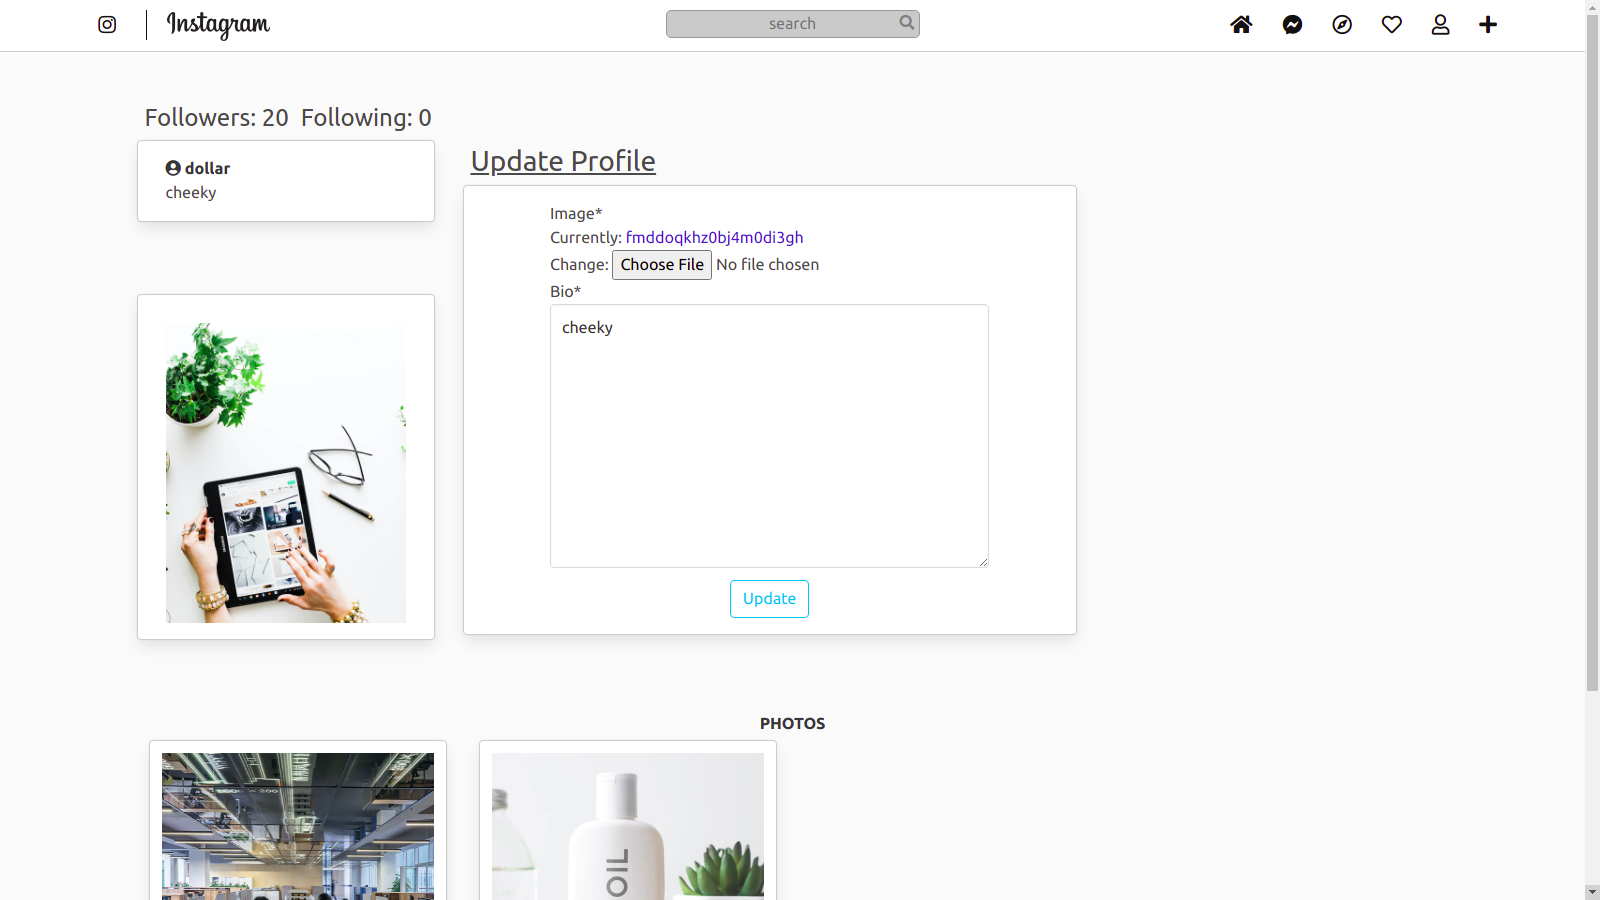 Instagram
search
Followers: 20 Following: 0
dollar
cheeky
Update Profile
Image*
Currently: fmddoqkhz0bj4m0di3gh
Change: Choose File No file chosen
Bio*
cheeky
Update
PHOTOS
OIL